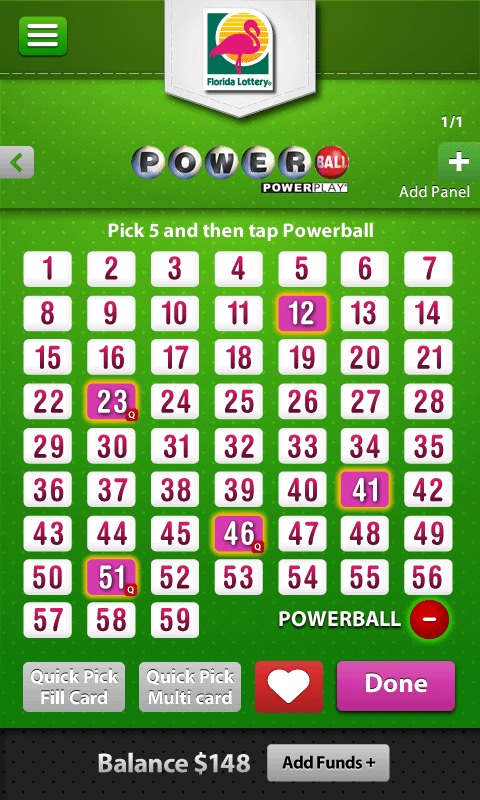 Florida Lottery®
1/1
<
POWERBALL
POWERPLAY®
+
Add Panel
Pick 5 and then tap Powerball
1 2 3 4 5 6 7
8 9 10 11 12 13 14
15 16 17 18 19 20 21
22 23 Q 24 25 26 27 28
29 30 31 32 33 34 35
36 37 38 39 40 41 42
43 44 45 46 Q 47 48 49
50 51 Q 52 53 54 55 56
57 58 59 POWERBALL –
Quick Pick
Fill Card
Quick Pick
Multi card
Done
Balance $148 Add Funds +